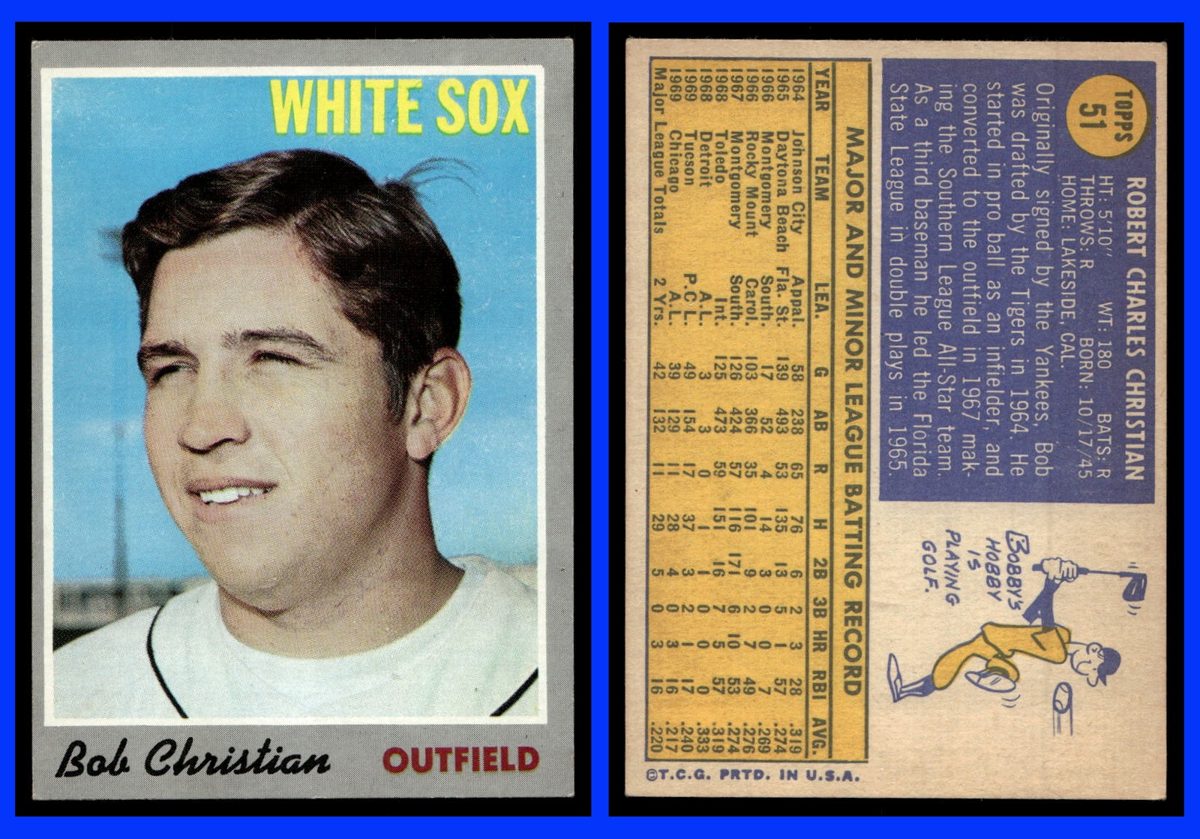 WHITE SOX
Bob Christian OUTFIELD
TOPPS
51
ROBERT CHARLES CHRISTIAN
HT: 5'10" WT: 180 BATS: R
THROWS: R BORN: 10/17/45
HOME: LAKESIDE, CAL.
Originally signed by the Yankees, Bob
was drafted by the Tigers in 1964. He
started in pro ball as an infielder, and
converted to the outfield in 1967 mak-
ing the Southern League All-Star team.
As a third baseman he led the Florida
State League in double plays in 1965.
BOBBY'S
HOBBY
IS
PLAYING
GOLF.
MAJOR AND MINOR LEAGUE BATTING RECORD
YEAR TEAM LEA. G AB R H 2B 3B HR RBI AVG.
1964 Johnson City Appal. 58 238 65 76 6 2 3 28 .319
1965 Daytona Beach Fla. St. 139 493 53 135 13 5 1 57 .274
1966 Montgomery South. 17 52 4 14 3 1 2 7 .269
1966 Rocky Mount Carol. 103 366 35 101 9 2 7 49 .276
1967 Montgomery South. 126 424 57 116 171 6 10 53 .274
1968 Toledo Int. 125 473 59 151 16 5 7 57 .319
1968 Detroit A.L. 3 3 0 1 1 0 0 0 .333
1969 Tucson P.C.L. 49 154 17 37 3 2 1 17 .240
1969 Chicago A.L. 39 129 11 28 4 0 3 16 .217
Major League Totals 2 Yrs. 42 132 11 29 5 0 3 16 .220
©T.C.G. PRTD. IN U.S.A.